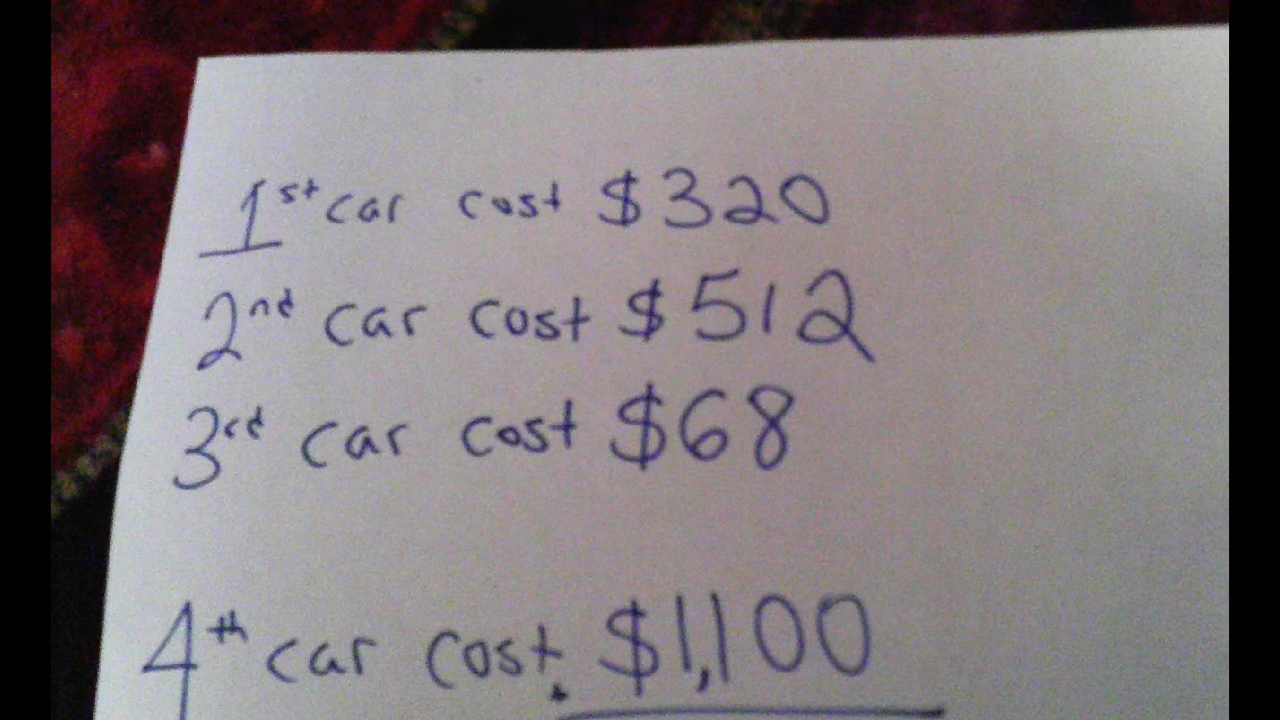 1st car cost $320
2nd car cost $512
3rd car cost $68
4th car cost. $1,100